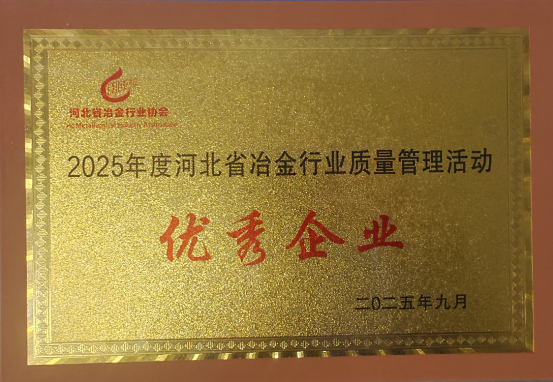 河北省冶金行业协会
2025年度河北省冶金行业质量管理活动
优秀企业
二〇二五年九月